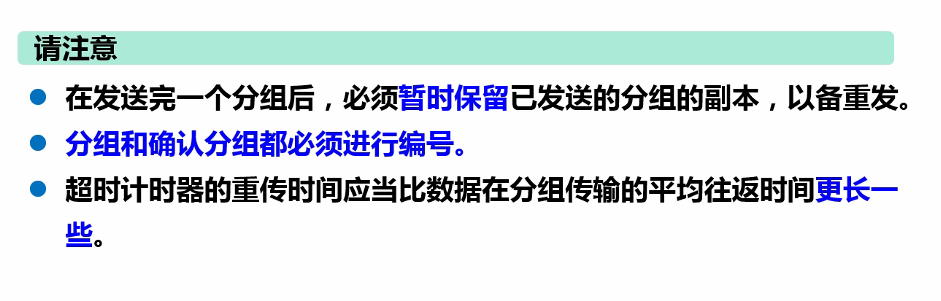 请注意
在发送完一个分组后，必须暂时保留已发送的分组的副本，以备重发。
分组和确认分组都必须进行编号。
超时计时器的重传时间应当比数据在分组传输的平均往返时间更长一
些。